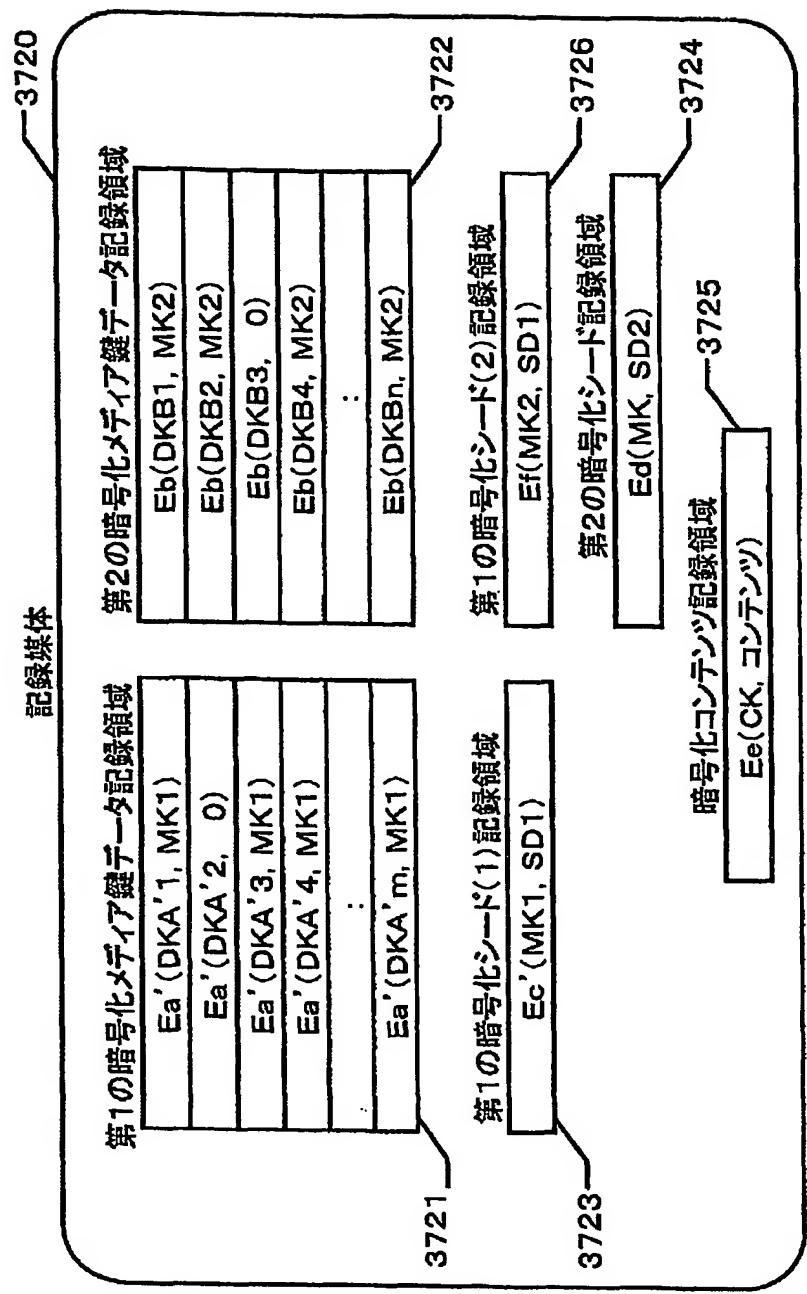 記録媒体
3720
第1の暗号化メディア鍵データ記録領域
Ea'(DKA'1, MK1)
Ea'(DKA'2, 0)
Ea'(DKA'3, MK1)
Ea'(DKA'4, MK1)
:
Ea'(DKA'm, MK1)
3721
第2の暗号化メディア鍵データ記録領域
Eb(DKB1, MK2)
Eb(DKB2, MK2)
Eb(DKB3, 0)
Eb(DKB4, MK2)
:
Eb(DKBn, MK2)
3722
第1の暗号化シード(1)記録領域
Ec'(MK1, SD1)
3723
第1の暗号化シード(2)記録領域
Ef(MK2, SD1)
3726
第2の暗号化シード記録領域
Ed(MK, SD2)
3724
暗号化コンテンツ記録領域
Ee(CK, コンテンツ)
3725